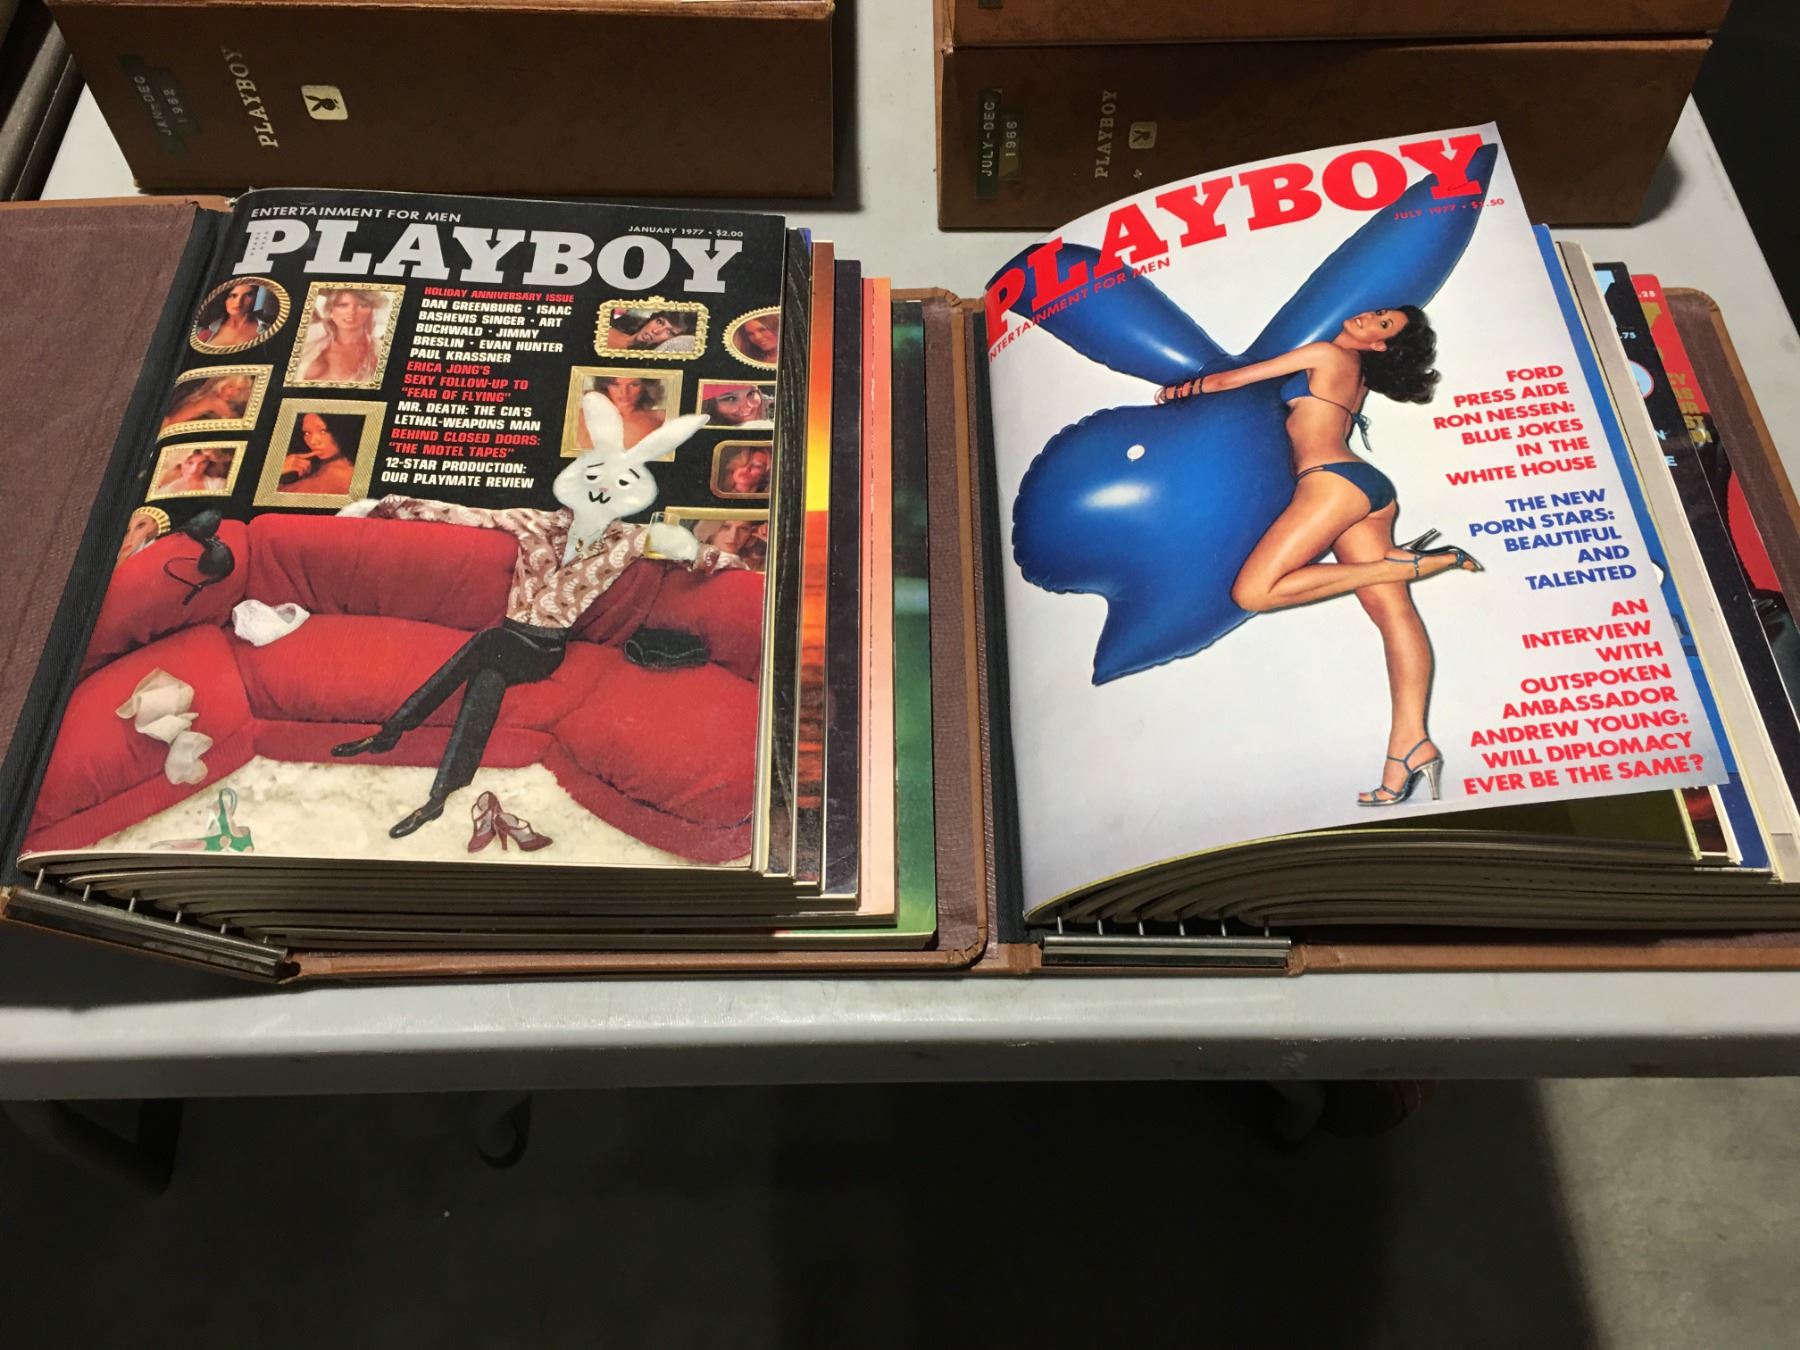 JAN-DEC
1962
PLAYBOY
JULY-DEC
1966
PLAYBOY
ENTERTAINMENT FOR MEN
JANUARY 1977 • $2.00
PLAYBOY
HOLIDAY ANNIVERSARY ISSUE
DAN GREENBURG • ISAAC
BASHEVIS SINGER • ART
BUCHWALD • JIMMY
BRESLIN • EVAN HUNTER
PAUL KRASSNER
ERICA JONG'S
SEXY FOLLOW-UP TO
"FEAR OF FLYING"
MR. DEATH: THE CIA'S
LETHAL-WEAPONS MAN
BEHIND CLOSED DOORS:
"THE MOTEL TAPES"
12-STAR PRODUCTION:
OUR PLAYMATE REVIEW
PLAYBOY
JULY 1977 • $1.50
ENTERTAINMENT FOR MEN
FORD
PRESS AIDE
RON NESSEN:
BLUE JOKES
IN THE
WHITE HOUSE
THE NEW
PORN STARS:
BEAUTIFUL
AND
TALENTED
AN
INTERVIEW
WITH
OUTSPOKEN
AMBASSADOR
ANDREW YOUNG:
WILL DIPLOMACY
EVER BE THE SAME?
.75
.25